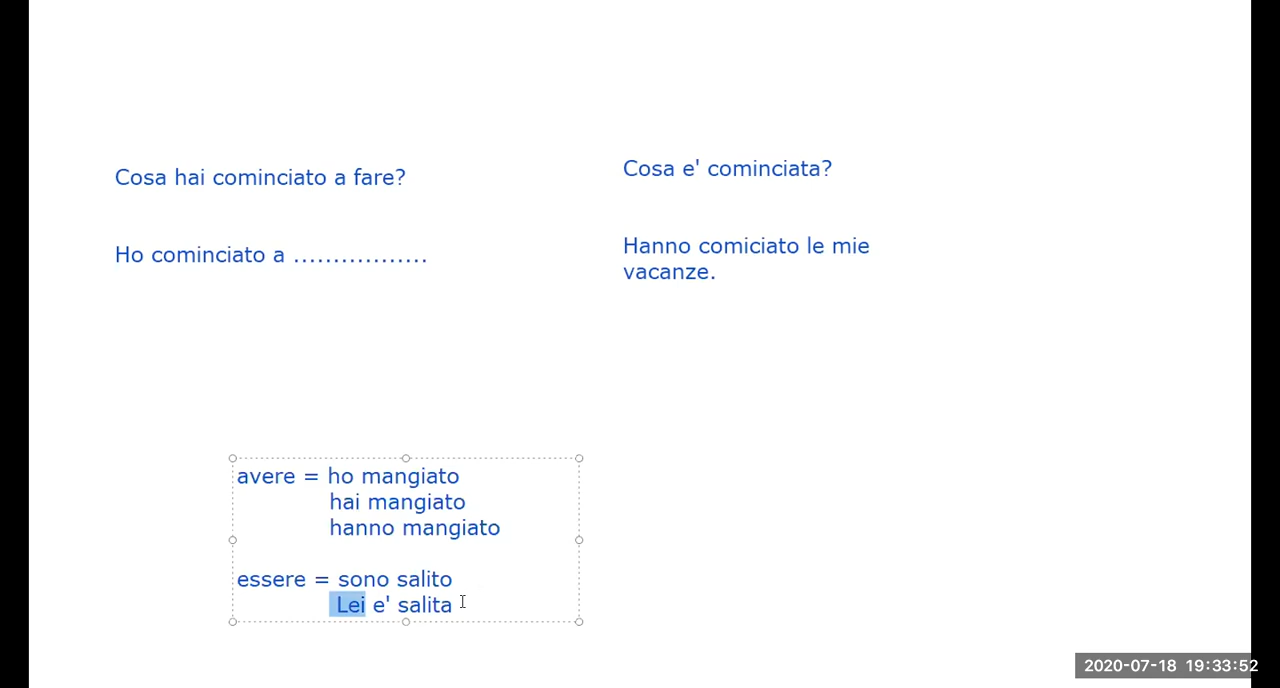 Cosa hai cominciato a fare?
Ho cominciato a .................
Cosa e' cominciata?
Hanno comiciato le mie
vacanze.
avere = ho mangiato
hai mangiato
hanno mangiato
essere = sono salito
Lei e' salita
2020-07-18 19:33:52